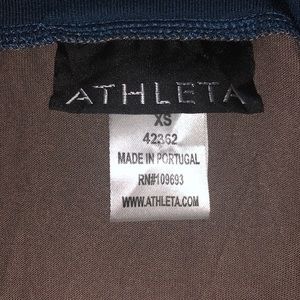 ATHLETA
XS
42362
MADE IN PORTUGAL
RN#109693
WWW.ATHLETA.COM